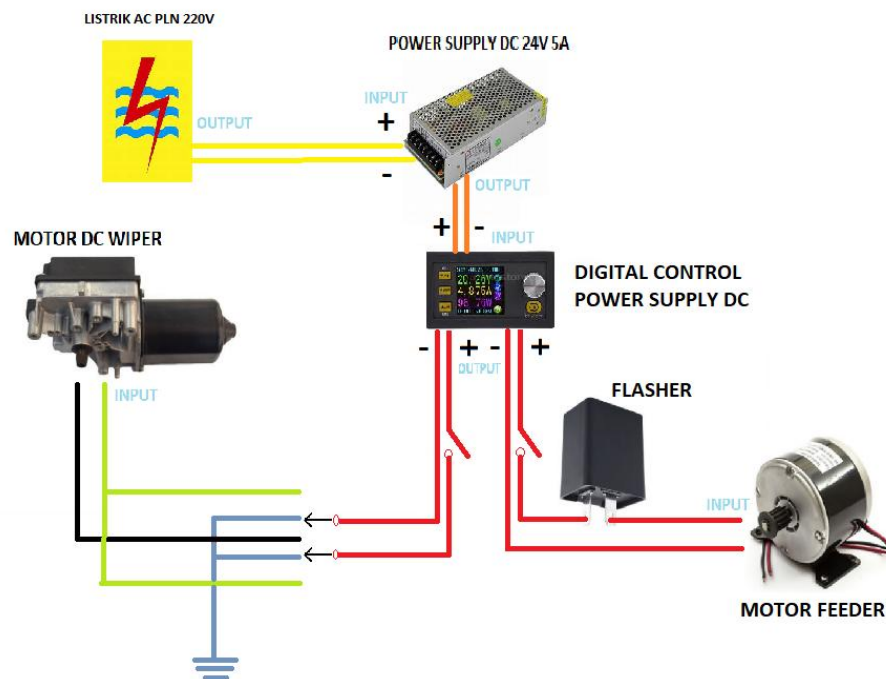 LISTRIK AC PLN 220V
POWER SUPPLY DC 24V 5A
INPUT
+
OUTPUT
-
OUTPUT
+ -
INPUT
MOTOR DC WIPER
DIGITAL CONTROL
POWER SUPPLY DC
- + - +
OUTPUT
INPUT
FLASHER
INPUT
MOTOR FEEDER